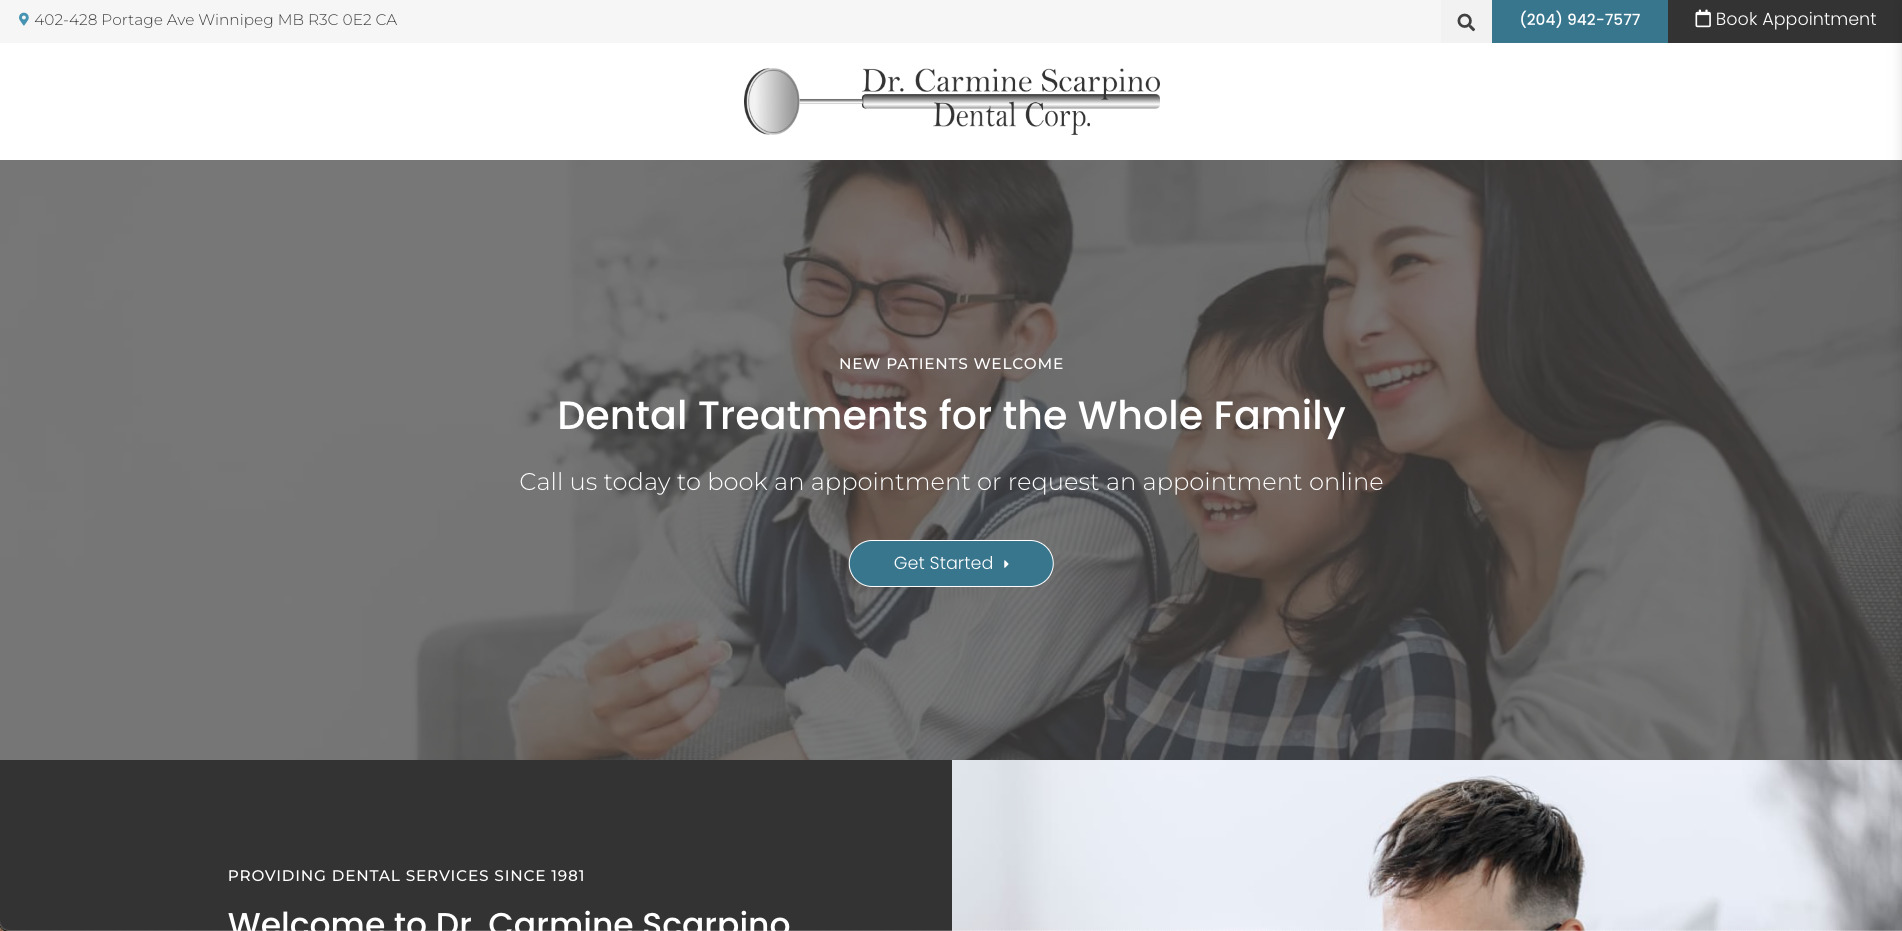 402-428 Portage Ave Winnipeg MB R3C 0E2 CA
(204) 942-7577
Book Appointment
Dr. Carmine Scarpino
Dental Corp.
NEW PATIENTS WELCOME
Dental Treatments for the Whole Family
Call us today to book an appointment or request an appointment online
Get Started
PROVIDING DENTAL SERVICES SINCE 1981
Welcome to Dr. Carmine Scarpino